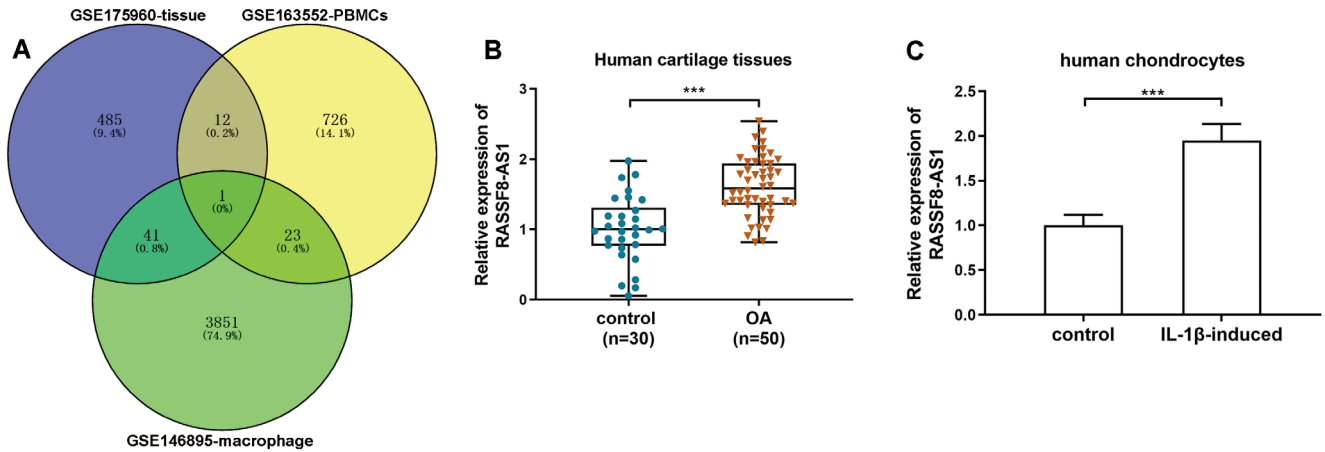 A
GSE175960-tissue
GSE163552-PBMCs
485
(9.4%)
12
(0.2%)
726
(14.1%)
1
(0%)
41
(0.8%)
23
(0.4%)
3851
(74.9%)
GSE146895-macrophage
B
Human cartilage tissues
Relative expression of
RASSF8-AS1
3
2
1
0
***
control
(n=30)
OA
(n=50)
C
human chondrocytes
Relative expression of
RASSF8-AS1
2.5
2.0
1.5
1.0
0.5
0.0
***
control
IL-1β-induced